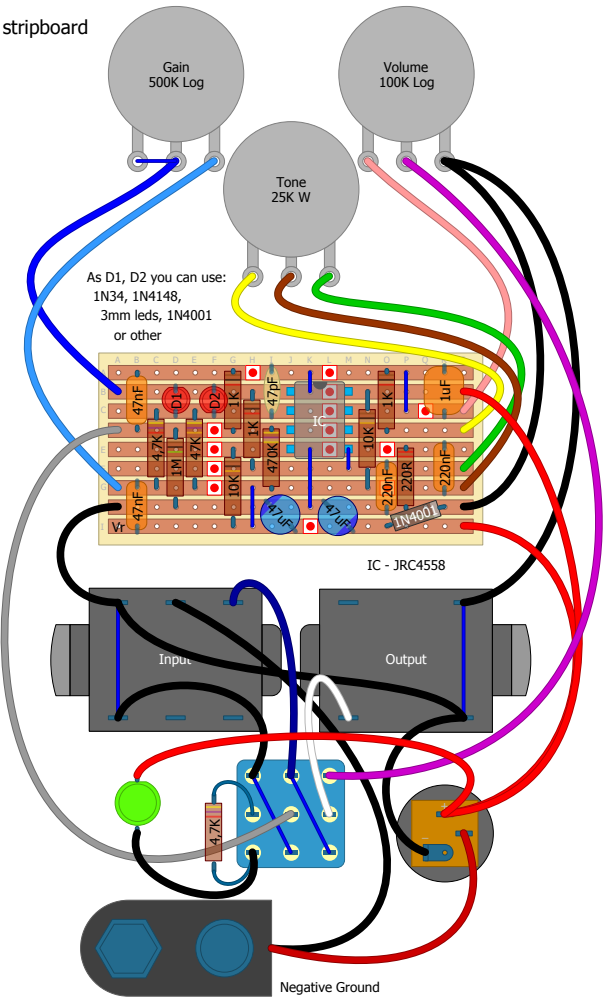 stripboard
Gain
500K Log
Volume
100K Log
Tone
25K W
As D1, D2 you can use:
1N34, 1N4148,
3mm leds, 1N4001
or other
A B C D E F G H I J K L M N O P Q
47nF
D1
D2
1K
47pF
IC
1K
1uF
4,7K
1M
47K
1K
470K
10K
10K
220nF
220R
220nF
47nF
47uF
47uF
1N4001
Vr
IC - JRC4558
Input
Output
4,7K
+
-
Negative Ground